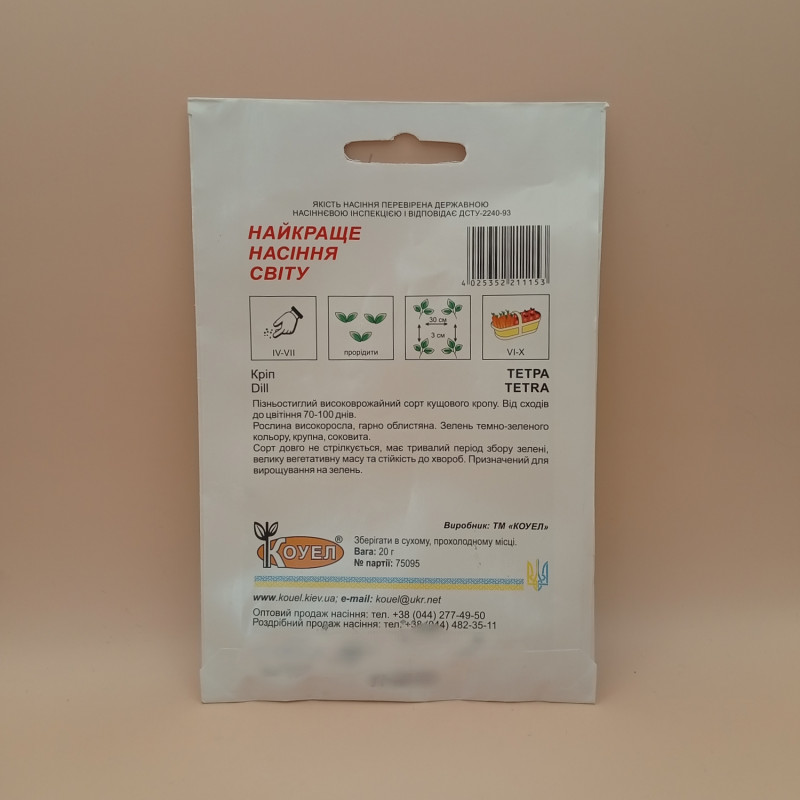 ЯКІСТЬ НАСІННЯ ПЕРЕВІРЕНА ДЕРЖАВНОЮ
НАСІННЄВОЮ ІНСПЕКЦІЄЮ І ВІДПОВІДАЄ ДСТУ-2240-93
НАЙКРАЩЕ
НАСІННЯ
СВІТУ
4 025352 211153
30 см
3 см
IV-VII
прорідити
VI-X
Кріп ТЕТРА
Dill TETRA
Пізньостиглий високоврожайний сорт кущового кропу. Від сходів
до цвітіння 70-100 днів.
Рослина високоросла, гарно облистяна. Зелень темно-зеленого
кольору, крупна, соковита.
Сорт довго не стрілкується, має тривалий період збору зелені,
велику вегетативну масу та стійкість до хвороб. Призначений для
вирощування на зелень.
Виробник: ТМ «КОУЕЛ»
КОУЕЛ®
Зберігати в сухому, прохолодному місці.
Вага: 20 г
№ партії: 75095
www.kouel.kiev.ua; e-mail: kouel@ukr.net
Оптовий продаж насіння: тел. +38 (044) 277-49-50
Роздрібний продаж насіння: тел. +38 (044) 482-35-11